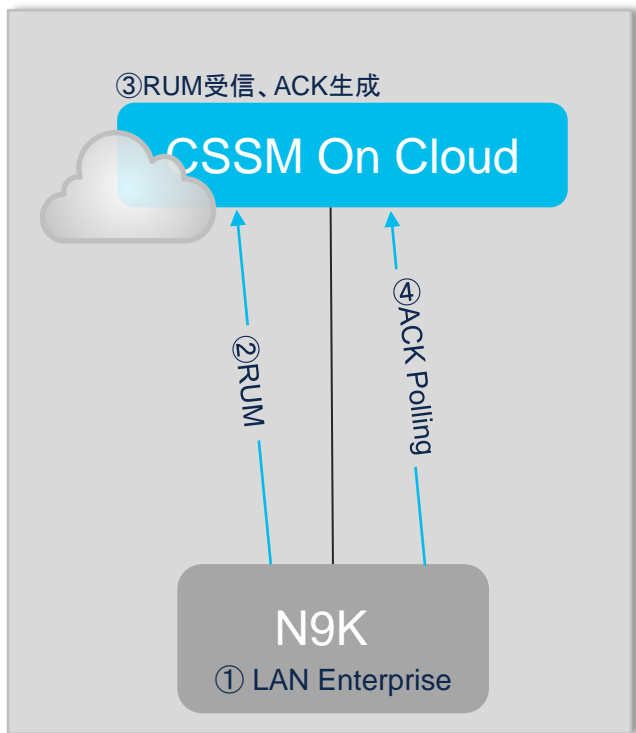 ③RUM受信、ACK生成
CSSM On Cloud
②RUM
④ACK Polling
N9K
① LAN Enterprise